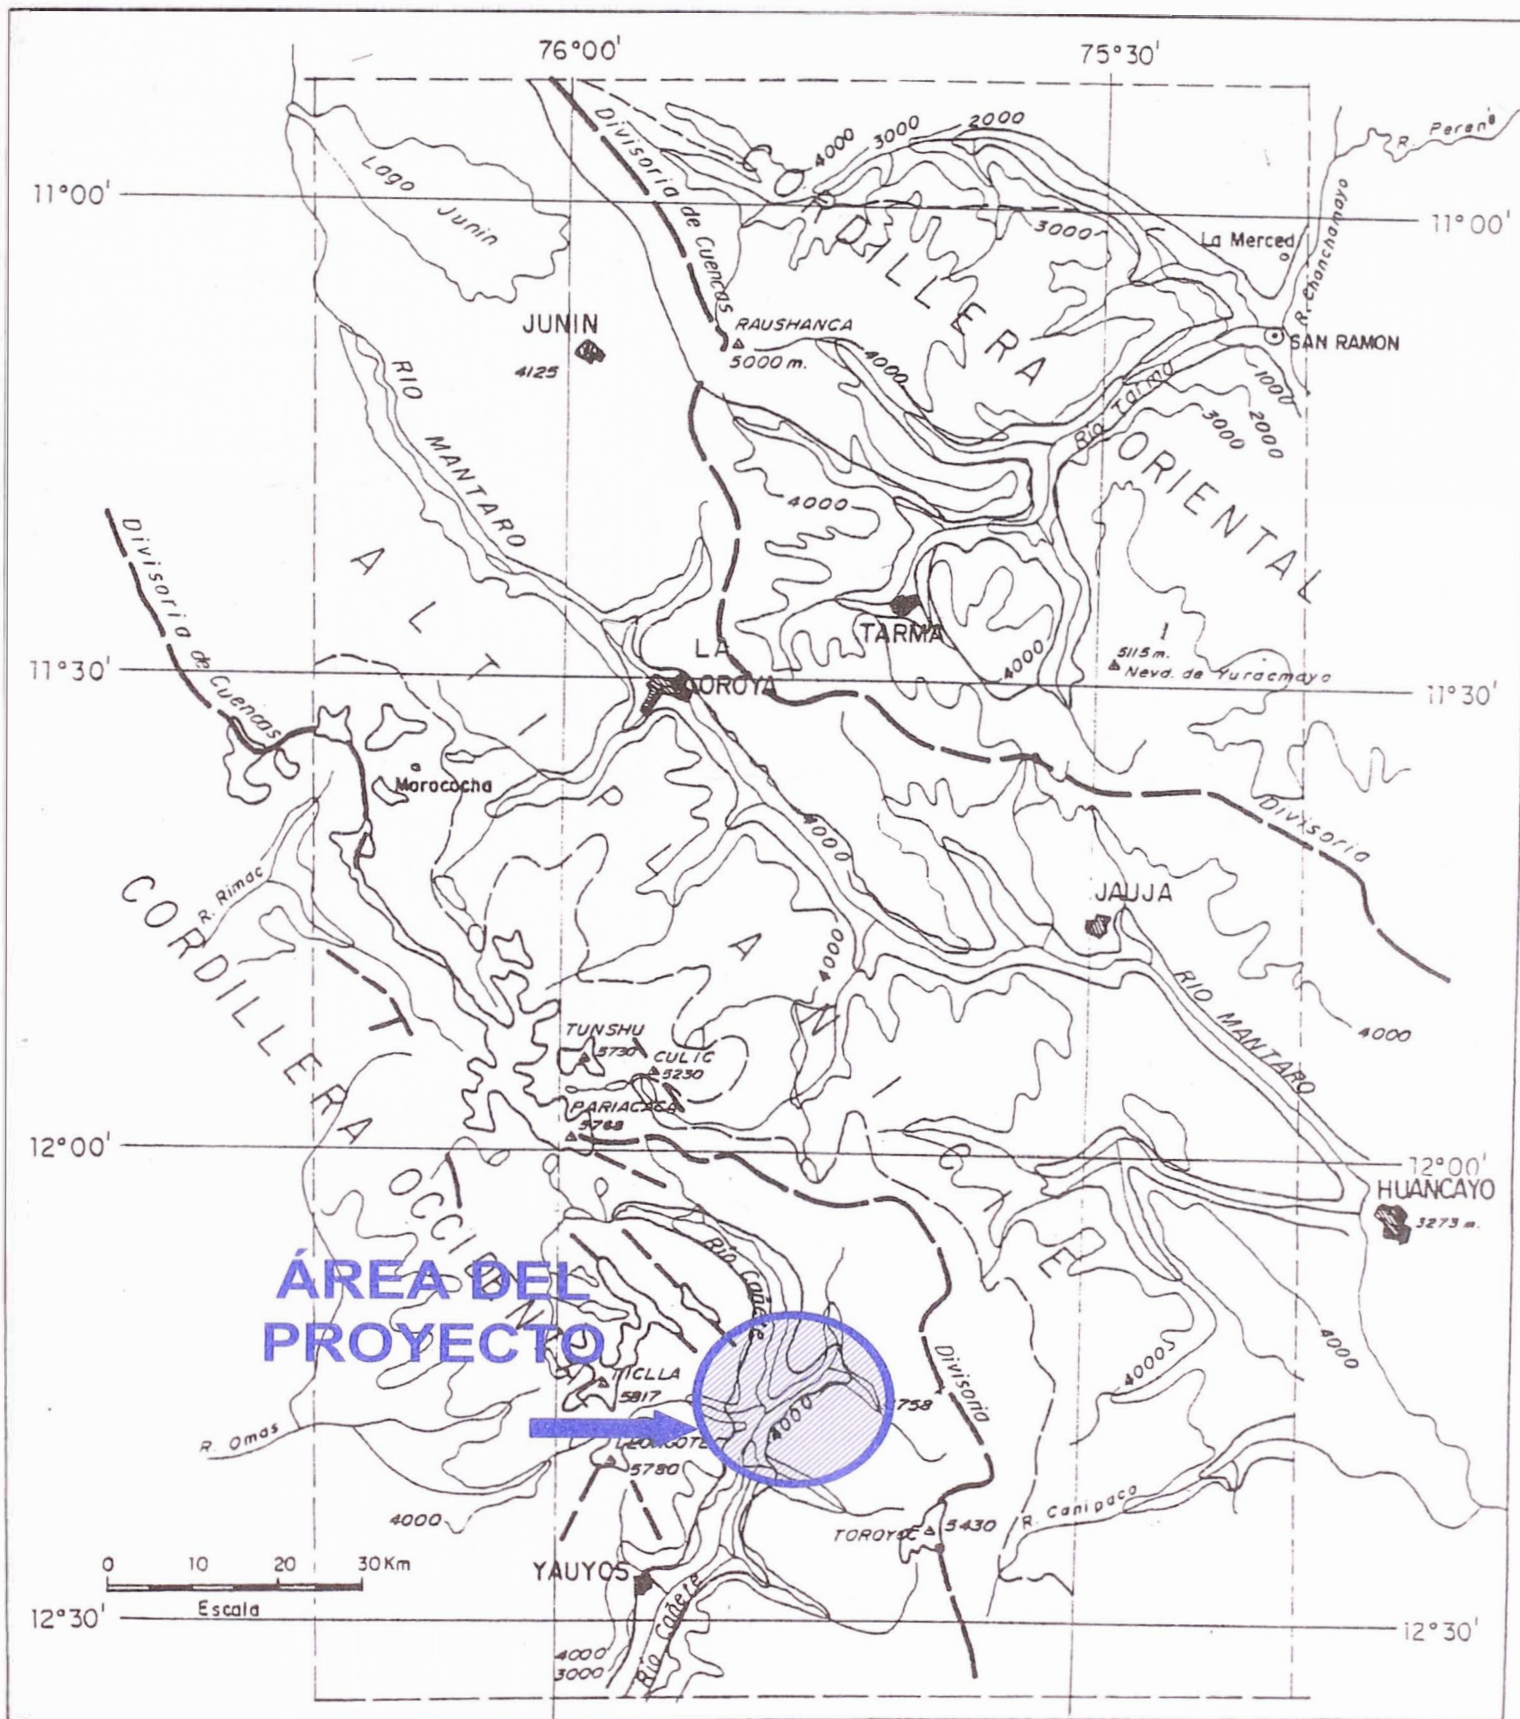 76°00'
75°30'
R. Perené
11°00'
11°00'
Lago
Junin
Divisoria de Cuencas
4000
3000
2000
3000
La Merced
R. Chanchamayo
JUNIN
4125
RAUSHANCA
5000 m.
SAN RAMON
4000
1000
2000
3000
Rio Tarma
RIO
MANTARO
ORIENTAL
4000
Divisoria
de Cuencas
TARMA
4000
5115 m.
Nevd. de Yuracmayo
11°30'
11°30'
LA
OROYA
Morococha
4000
Divisoria
R. Rimac
JAUJA
4000
RIO MANTARO
4000
CORDILLERA
ALTIPLANICIE
TUNSHU
5730
CULIC
5230
PARIACACA
5768
12°00'
12°00'
HUANCAYO
3273 m.
Rio Cañete
ÁREA DEL
PROYECTO
TICLLA
5817
4000
758
Divisoria
4000S
4000
R. Omas
5780
4000
R. Canipaco
5430
0 10 20 30 Km
Escala
YAUYOS
Rio Cañete
12°30'
12°30'
4000
3000